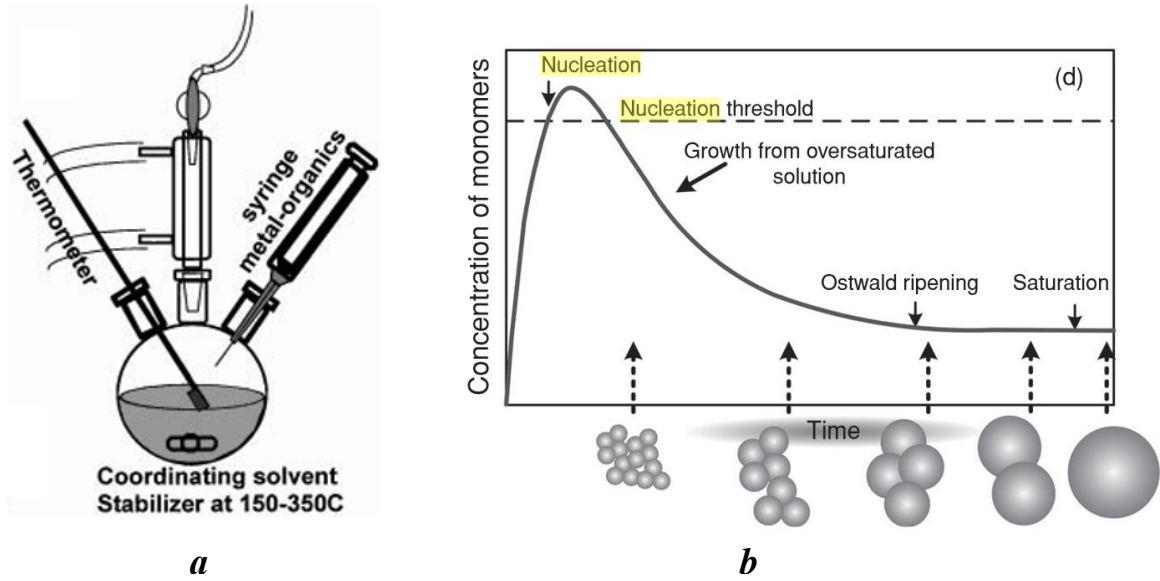 Thermometer
syringe
metal-organics
Coordinating solvent
Stabilizer at 150-350C
a
Concentration of monomers
Nucleation
(d)
Nucleation threshold
Growth from oversaturated
solution
Ostwald ripening
Saturation
Time
b